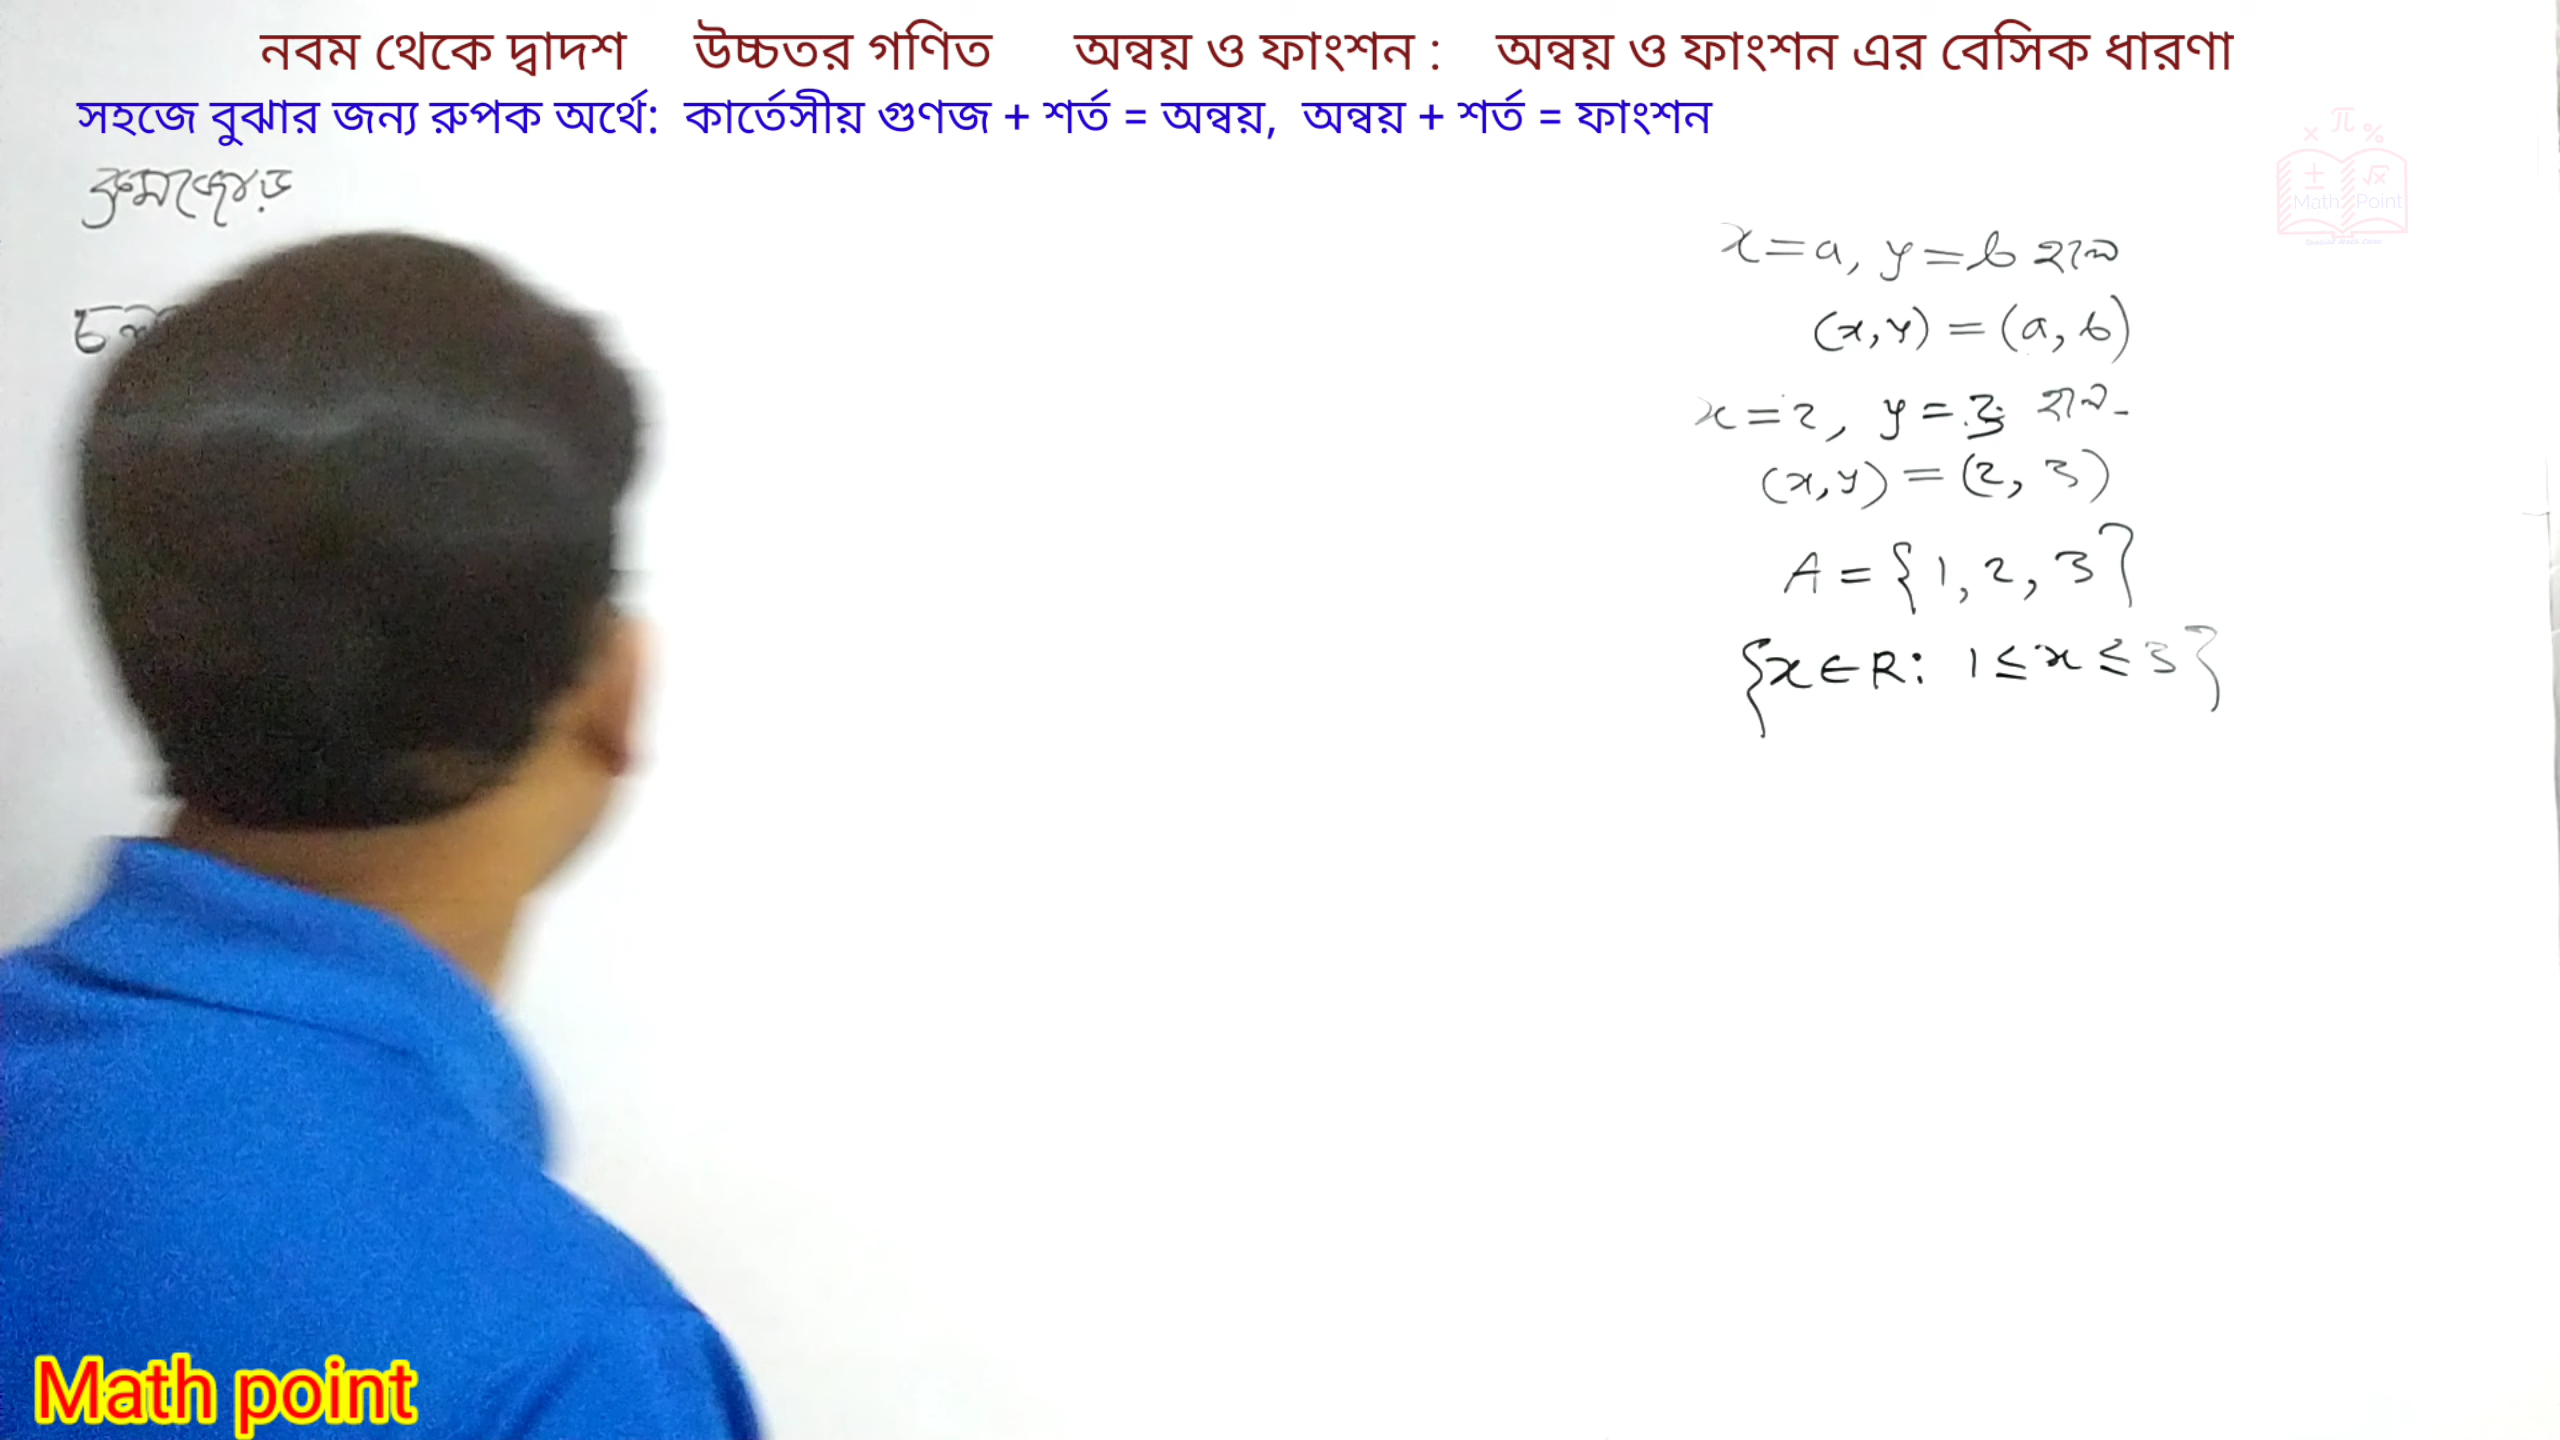 নবম থেকে দ্বাদশ উচ্চতর গণিত অন্বয় ও ফাংশন : অন্বয় ও ফাংশন এর বেসিক ধারণা
সহজে বুঝার জন্য রুপক অর্থে: কার্তেসীয় গুণজ + শর্ত = অন্বয়, অন্বয় + শর্ত = ফাংশন
ক্রমজোড়
x = a, y = b হলে
(x, y) = (a, b)
x = 2, y = 3 হলে
(x, y) = (2, 3)
A = {1, 2, 3}
{x ∈ R: 1 ≤ x ≤ 3}
× π %
± √x
Math Point
Math point